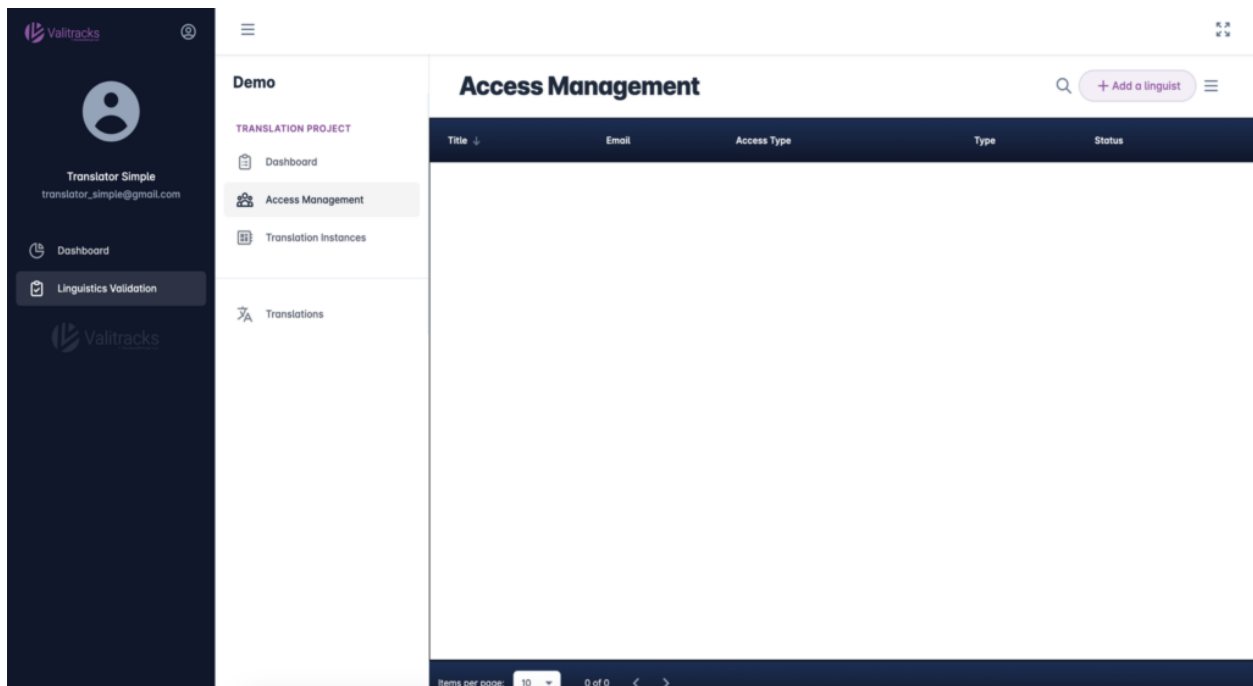 Valitracks
Translator Simple
translator_simple@gmail.com
Dashboard
Linguistics Validation
Valitracks
Demo
TRANSLATION PROJECT
Dashboard
Access Management
Translation Instances
Translations
Access Management
+ Add a linguist
Title ↓ Email Access Type Type Status
Items per page: 10 0 of 0